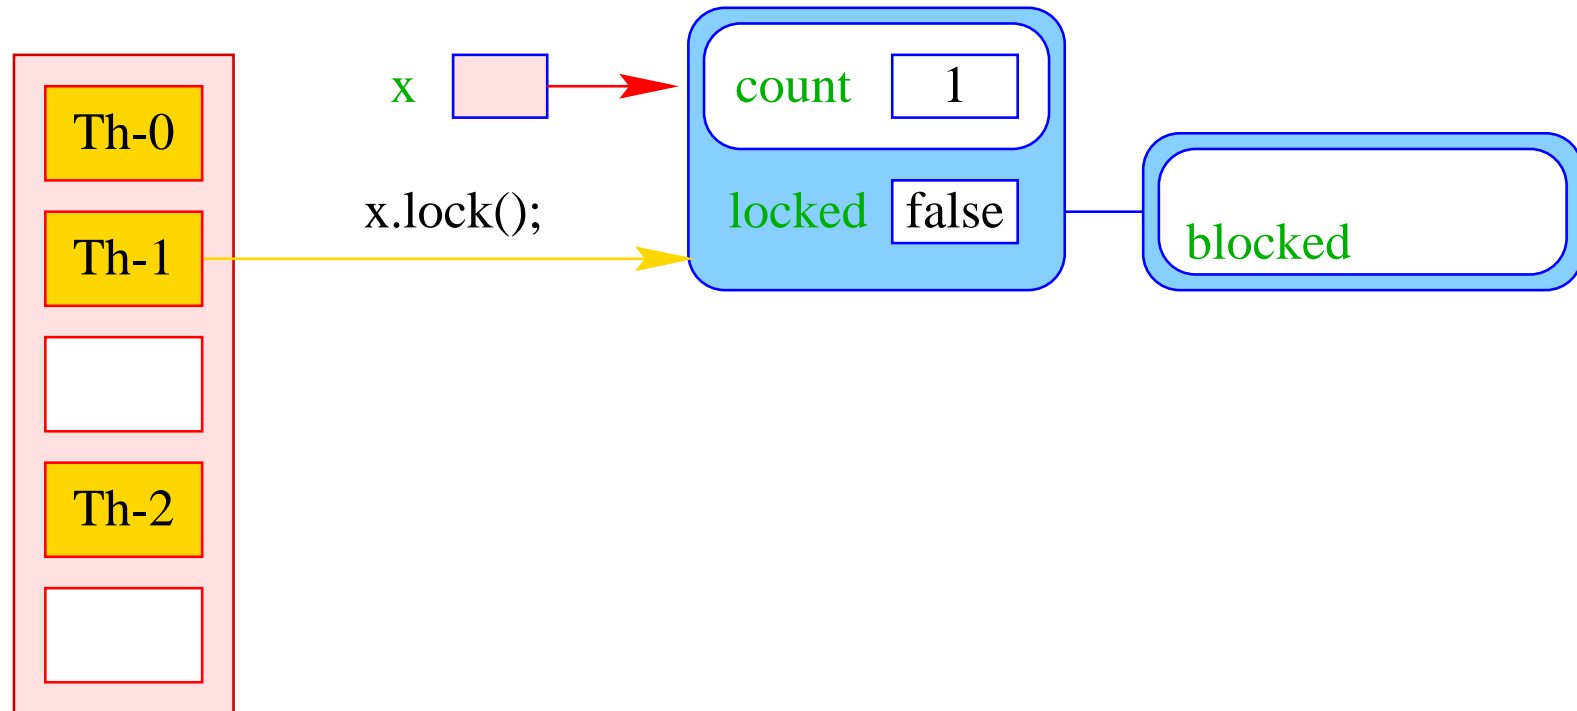 Th-0
x
count 1
x.lock();
locked false
Th-1
blocked
Th-2